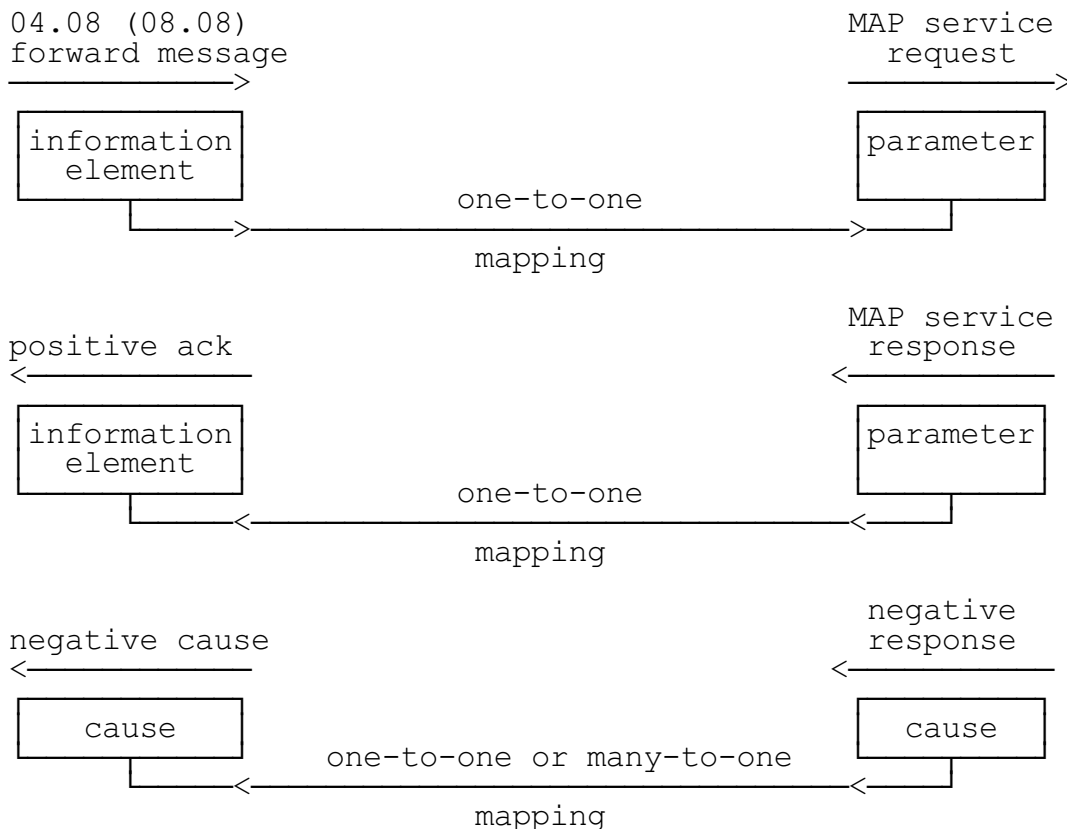 04.08 (08.08) MAP service
forward message request
information parameter
element
one-to-one
mapping
MAP service
positive ack response
information parameter
element
one-to-one
mapping
negative
negative cause response
cause cause
one-to-one or many-to-one
mapping